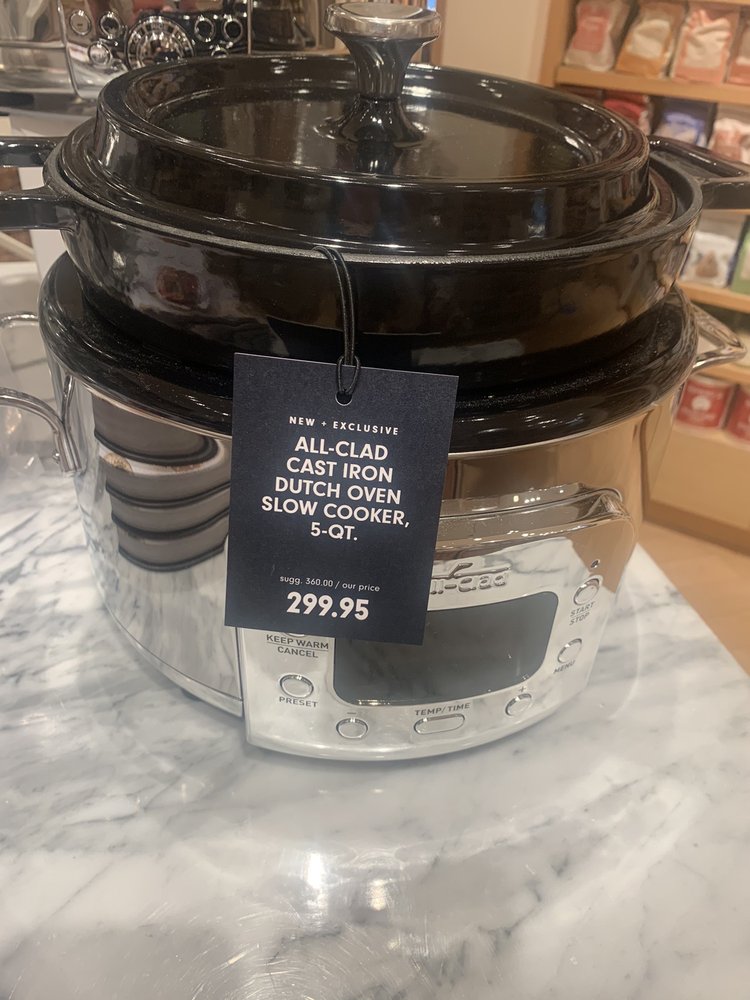 NEW + EXCLUSIVE
ALL-CLAD
CAST IRON
DUTCH OVEN
SLOW COOKER,
5-QT.
sugg. 360.00 / our price
299.95
KEEP WARM
CANCEL
PRESET
-
TEMP/TIME
+
MENU
START
STOP